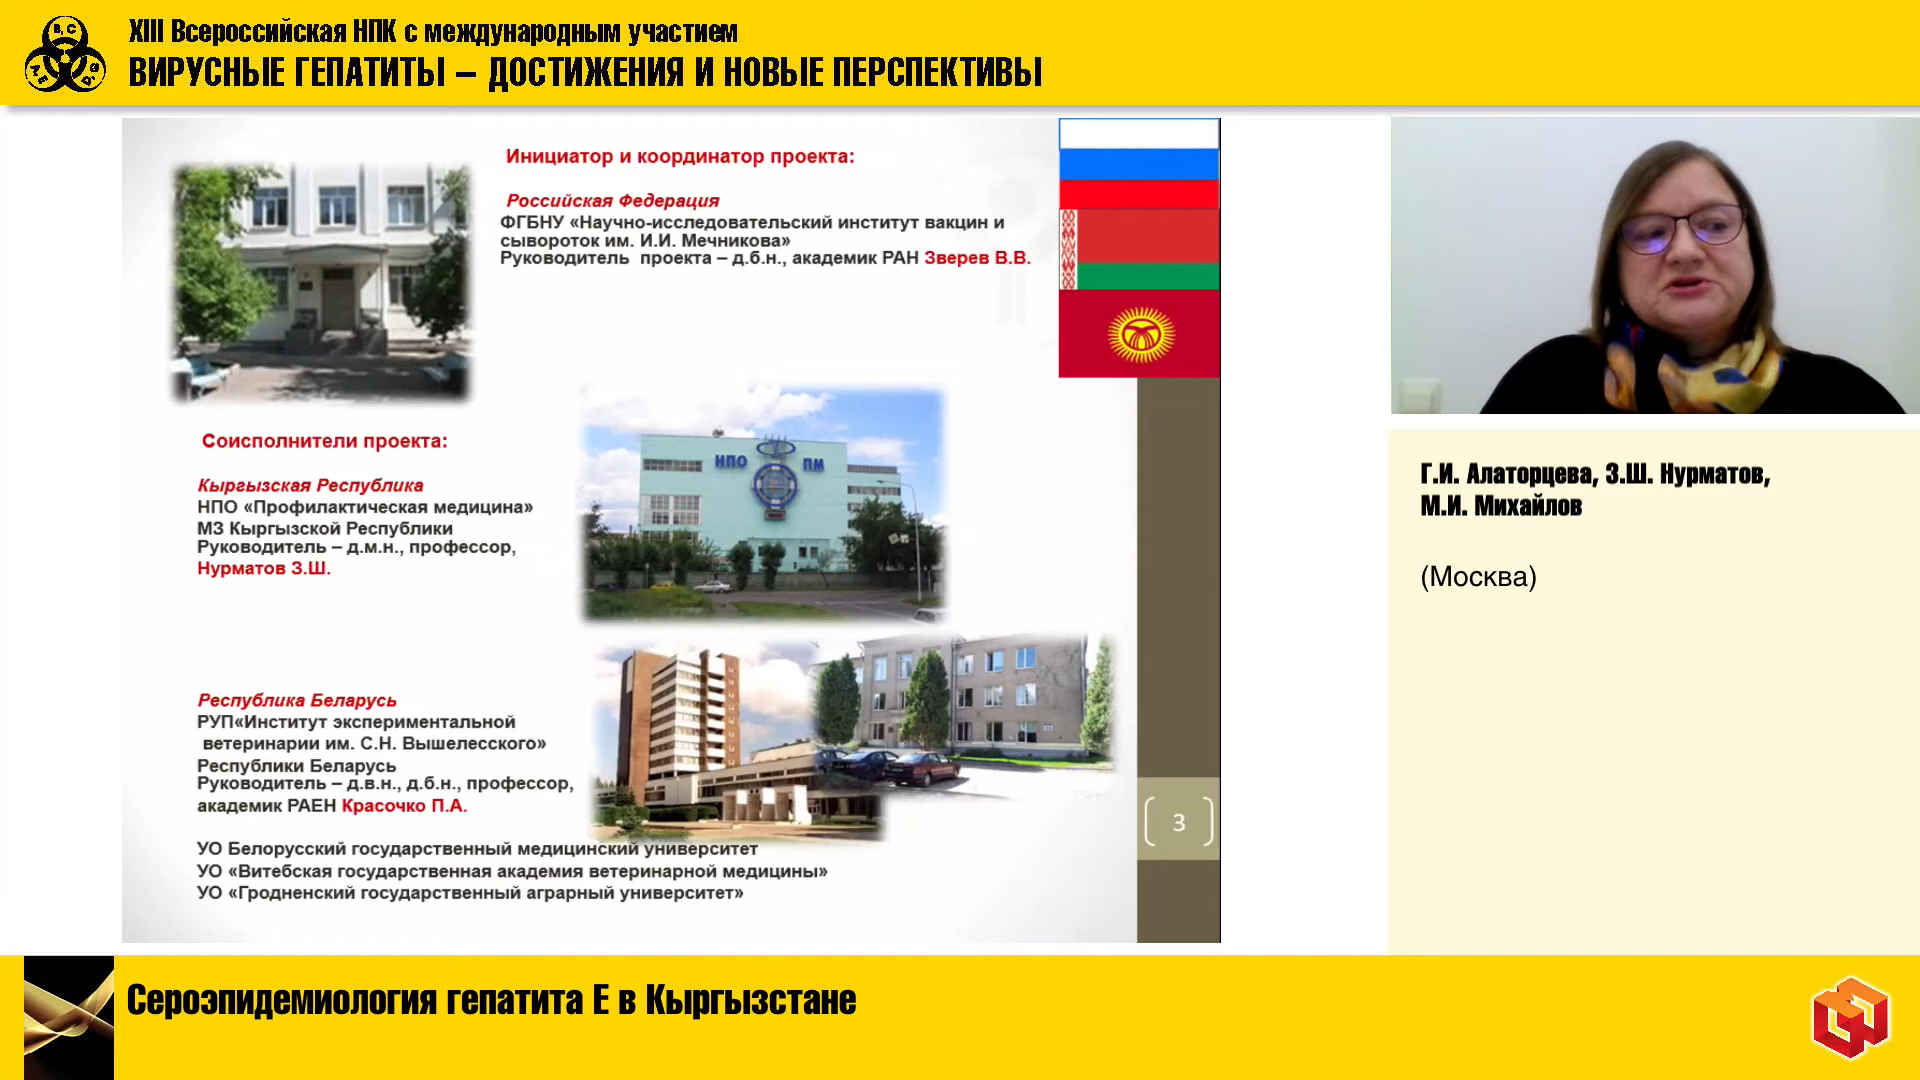 XIII Всероссийская НПК с международным участием
ВИРУСНЫЕ ГЕПАТИТЫ – ДОСТИЖЕНИЯ И НОВЫЕ ПЕРСПЕКТИВЫ
Инициатор и координатор проекта:
Российская Федерация
ФГБНУ «Научно-исследовательский институт вакцин и
сывороток им. И.И. Мечникова»
Руководитель проекта – д.б.н., академик РАН Зверев В.В.
НПО ПМ
Соисполнители проекта:
Кыргызская Республика
НПО «Профилактическая медицина»
МЗ Кыргызской Республики
Руководитель – д.м.н., профессор,
Нурматов З.Ш.
Республика Беларусь
РУП«Институт экспериментальной
ветеринарии им. С.Н. Вышелесского»
Республики Беларусь
Руководитель – д.в.н., д.б.н., профессор,
академик РАЕН Красочко П.А.
УО Белорусский государственный медицинский университет
УО «Витебская государственная академия ветеринарной медицины»
УО «Гродненский государственный аграрный университет»
3
Г.И. Алаторцева, З.Ш. Нурматов,
М.И. Михайлов
(Москва)
Сероэпидемиология гепатита Е в Кыргызстане